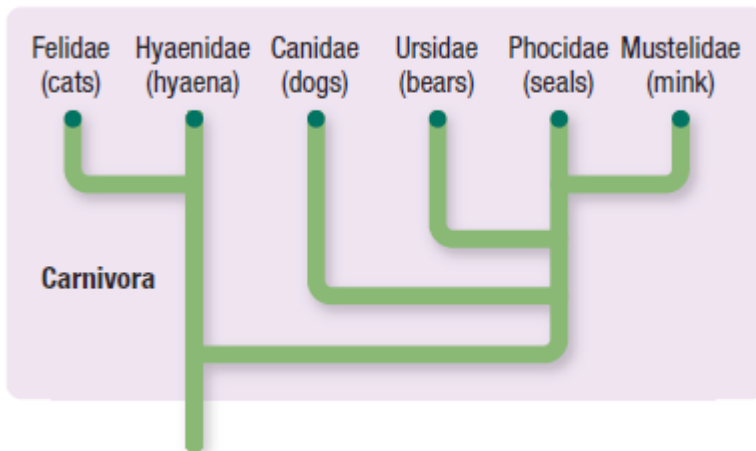 Felidae Hyaenidae Canidae Ursidae Phocidae Mustelidae
(cats) (hyaena) (dogs) (bears) (seals) (mink)
Carnivora